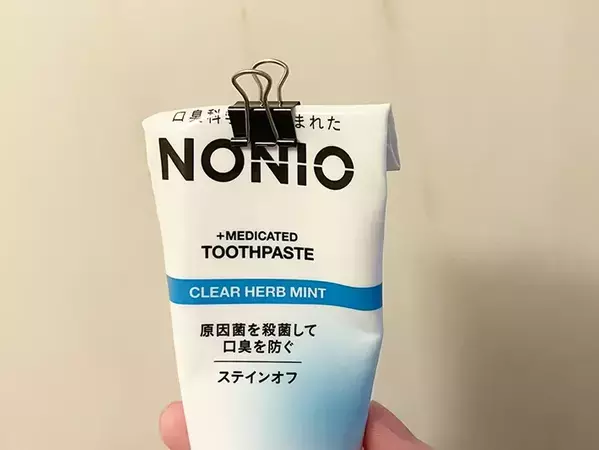 口臭科 まれた
NONIO
+MEDICATED
TOOTHPASTE
CLEAR HERB MINT
原因菌を殺菌して
口臭を防ぐ
ステインオフ